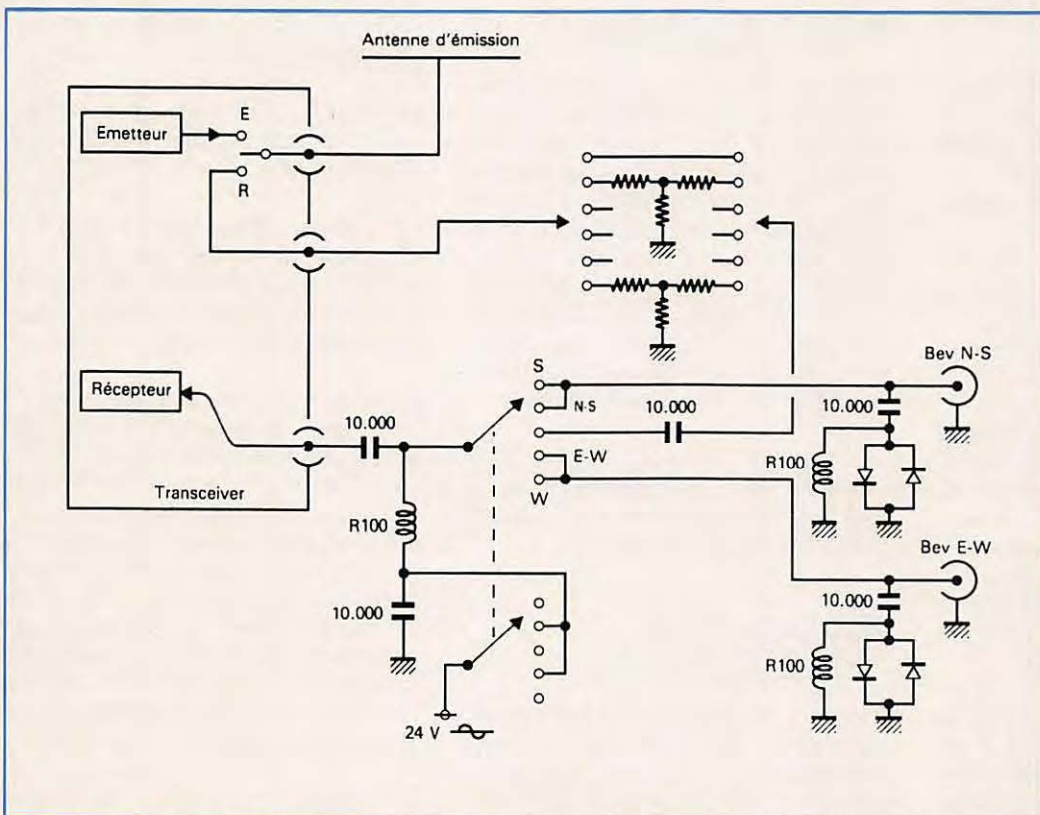 Antenne d'émission
E
Emetteur
R
S
Bev N-S
Récepteur
10.000
N-S
10.000
10.000
E-W
Transceiver
W
R100
R100
Bev E-W
10.000
10.000
R100
24 V